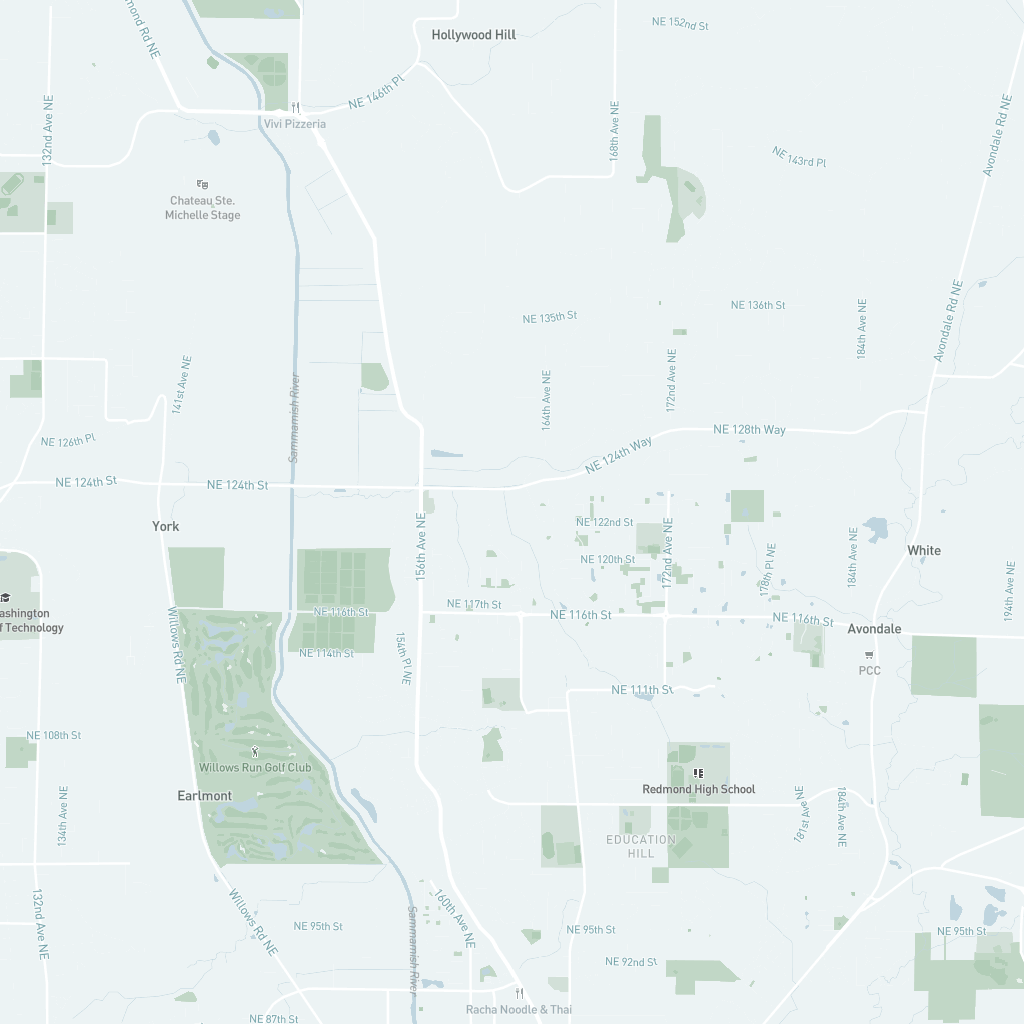 mond Rd NE
Hollywood Hill
NE 152nd St
NE 146th Pl
Vivi Pizzeria
132nd Ave NE
168th Ave NE
NE 143rd Pl
Avondale Rd NE
Chateau Ste.
Michelle Stage
NE 135th St
NE 136th St
184th Ave NE
Avondale Rd NE
141st Ave NE
Sammamish River
164th Ave NE
172nd Ave NE
NE 126th Pl
NE 128th Way
NE 124th Way
NE 124th St
NE 124th St
York
156th Ave NE
NE 122nd St
172nd Ave NE
NE 120th St
178th Pl NE
184th Ave NE
White
194th Ave NE
ashington
f Technology
NE 116th St
NE 117th St
NE 116th St
NE 116th St
Avondale
Willows Rd NE
NE 114th St
154th Pl NE
PCC
NE 111th St
NE 108th St
Willows Run Golf Club
Redmond High School
Earlmont
134th Ave NE
181st Ave NE
184th Ave NE
EDUCATION
HILL
132nd Ave NE
Willows Rd NE
NE 95th St
Sammamish River
160th Ave NE
NE 95th St
NE 95th St
NE 92nd St
Racha Noodle & Thai
NE 87th St